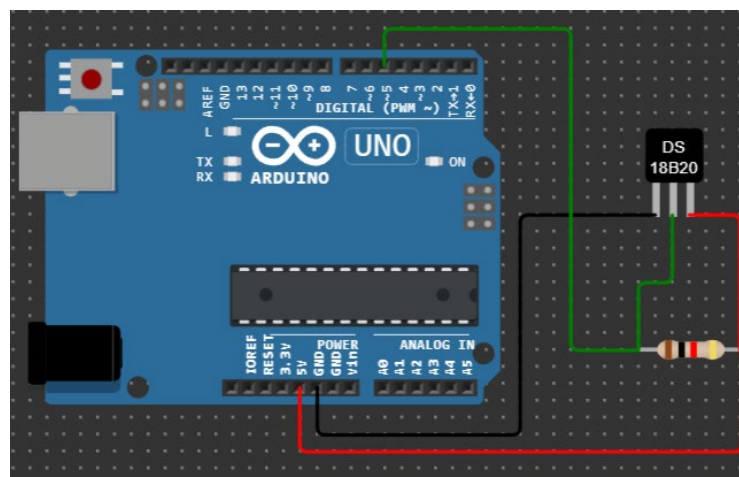 AREF
GND
13
12
~11
~10
~9
8
7
~6
~5
4
~3
2
TX→1
RX←0
DIGITAL (PWM ~)
L
UNO
TX
RX
ON
ARDUINO
DS
18B20
POWER
ANALOG IN
IOREF
RESET
3.3V
5V
GND
GND
Vin
A0
A1
A2
A3
A4
A5